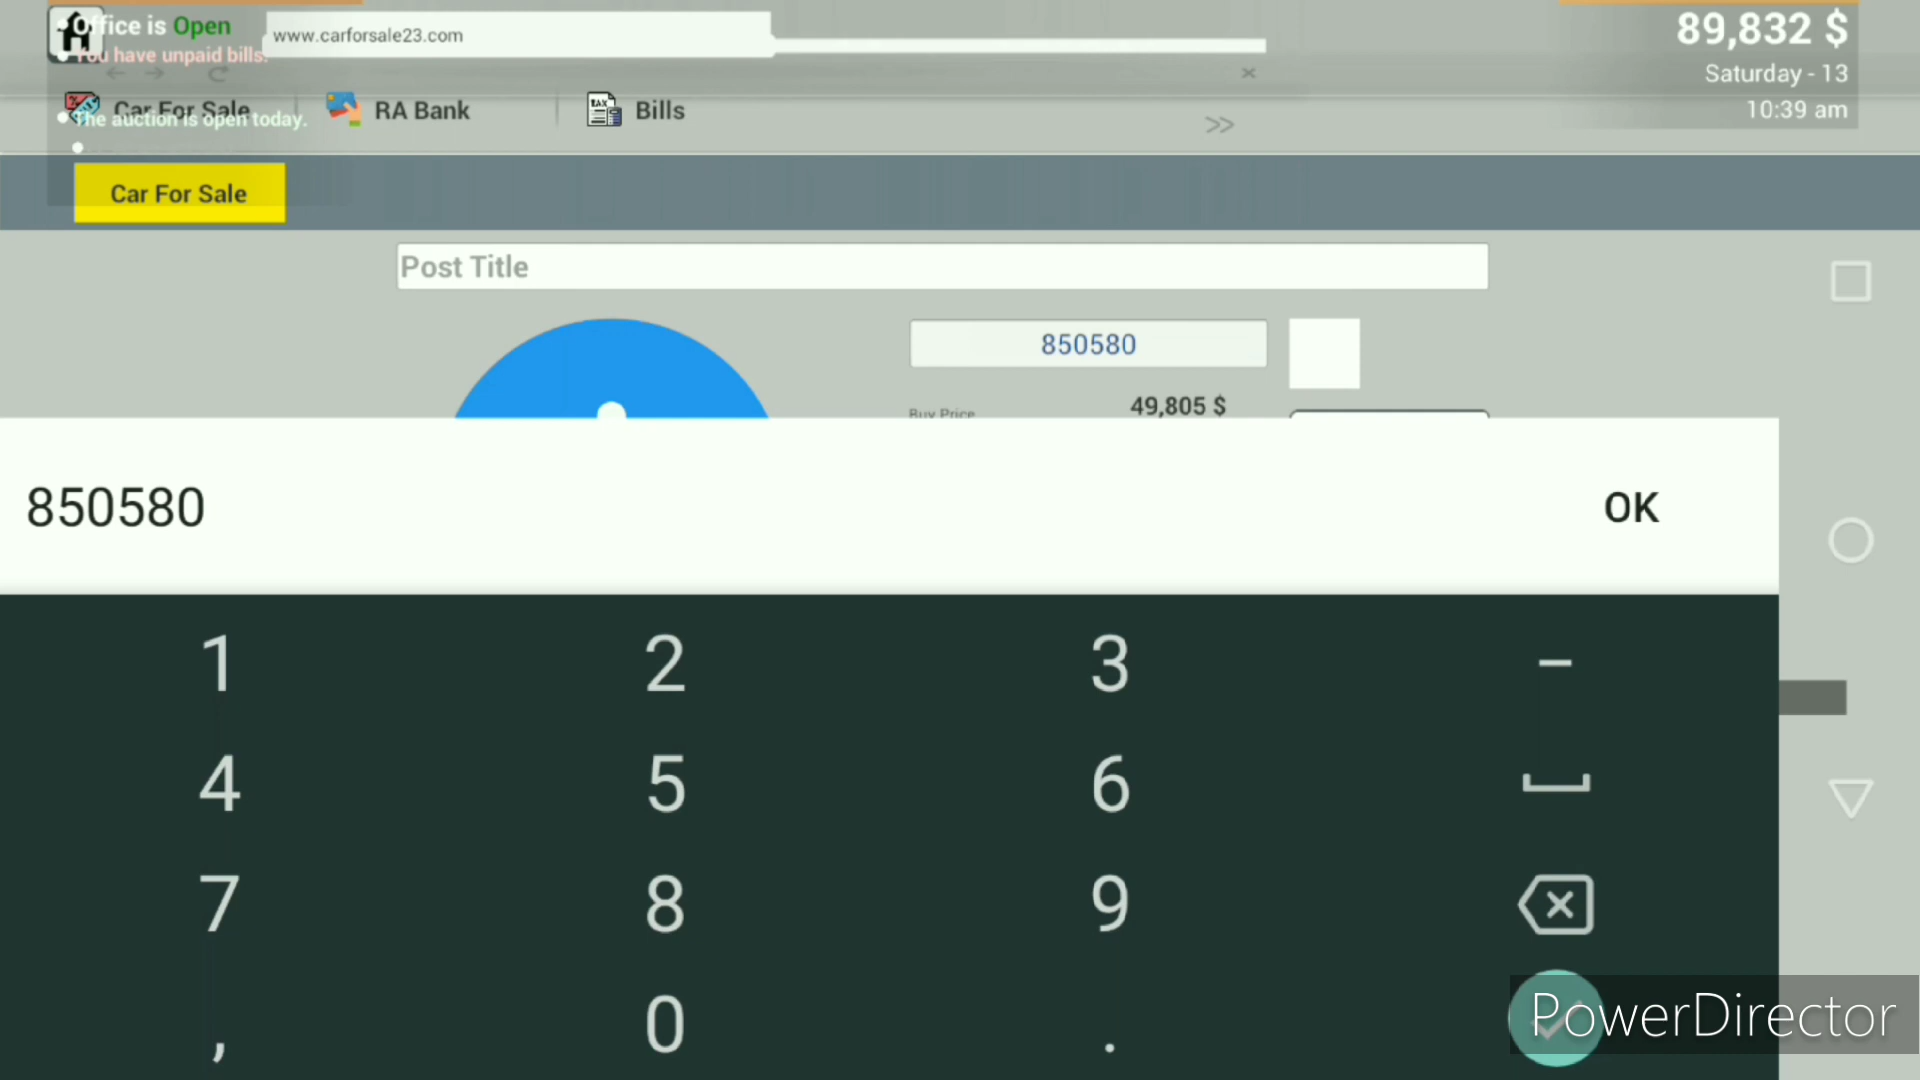 Office is Open
www.carforsale23.com
89,832 $
You have unpaid bills.
Saturday - 13
Car For Sale
RA Bank
Bills
10:39 am
The auction is open today.
>>
Car For Sale
Post Title
850580
Buy Price
49,805 $
850580
OK
1 2 3 –
4 5 6
7 8 9
, 0 .
PowerDirector